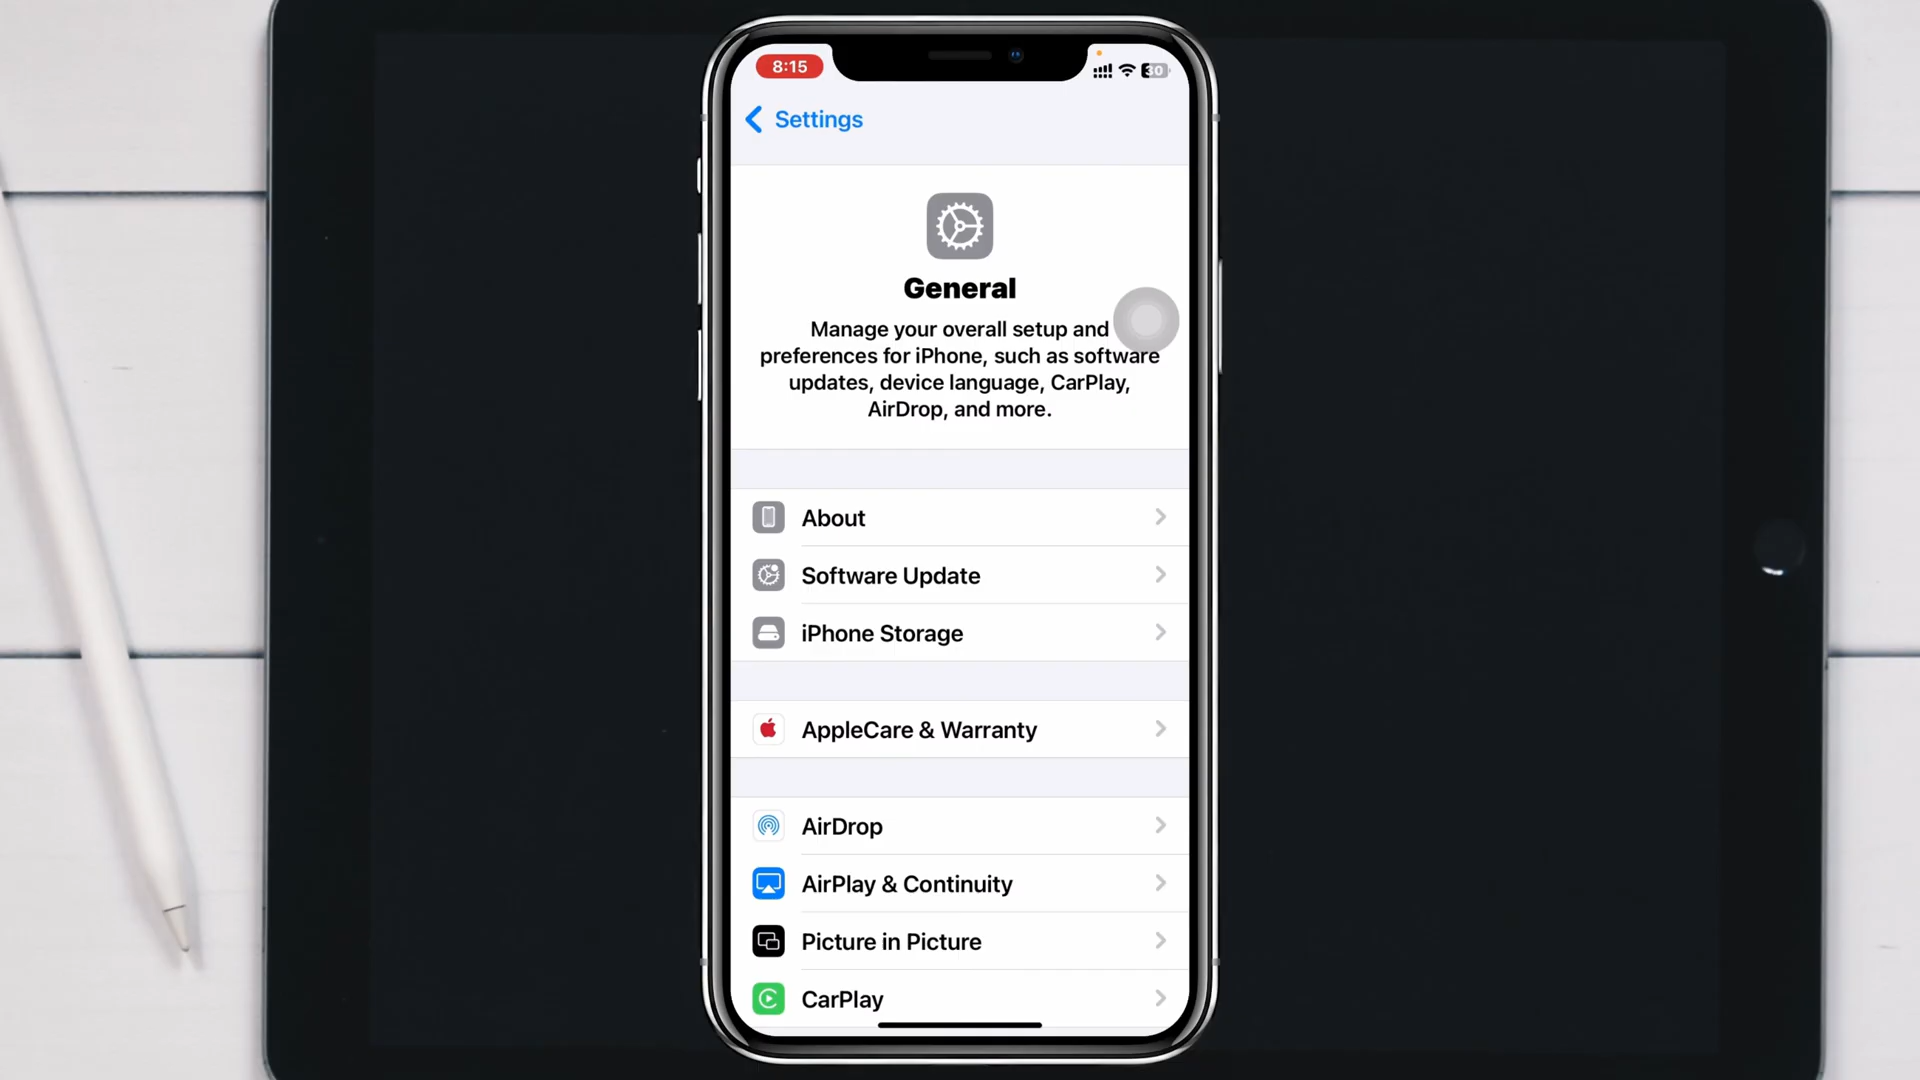 8:15
30
Settings
General
Manage your overall setup and
preferences for iPhone, such as software
updates, device language, CarPlay,
AirDrop, and more.
About
Software Update
iPhone Storage
AppleCare & Warranty
AirDrop
AirPlay & Continuity
Picture in Picture
CarPlay